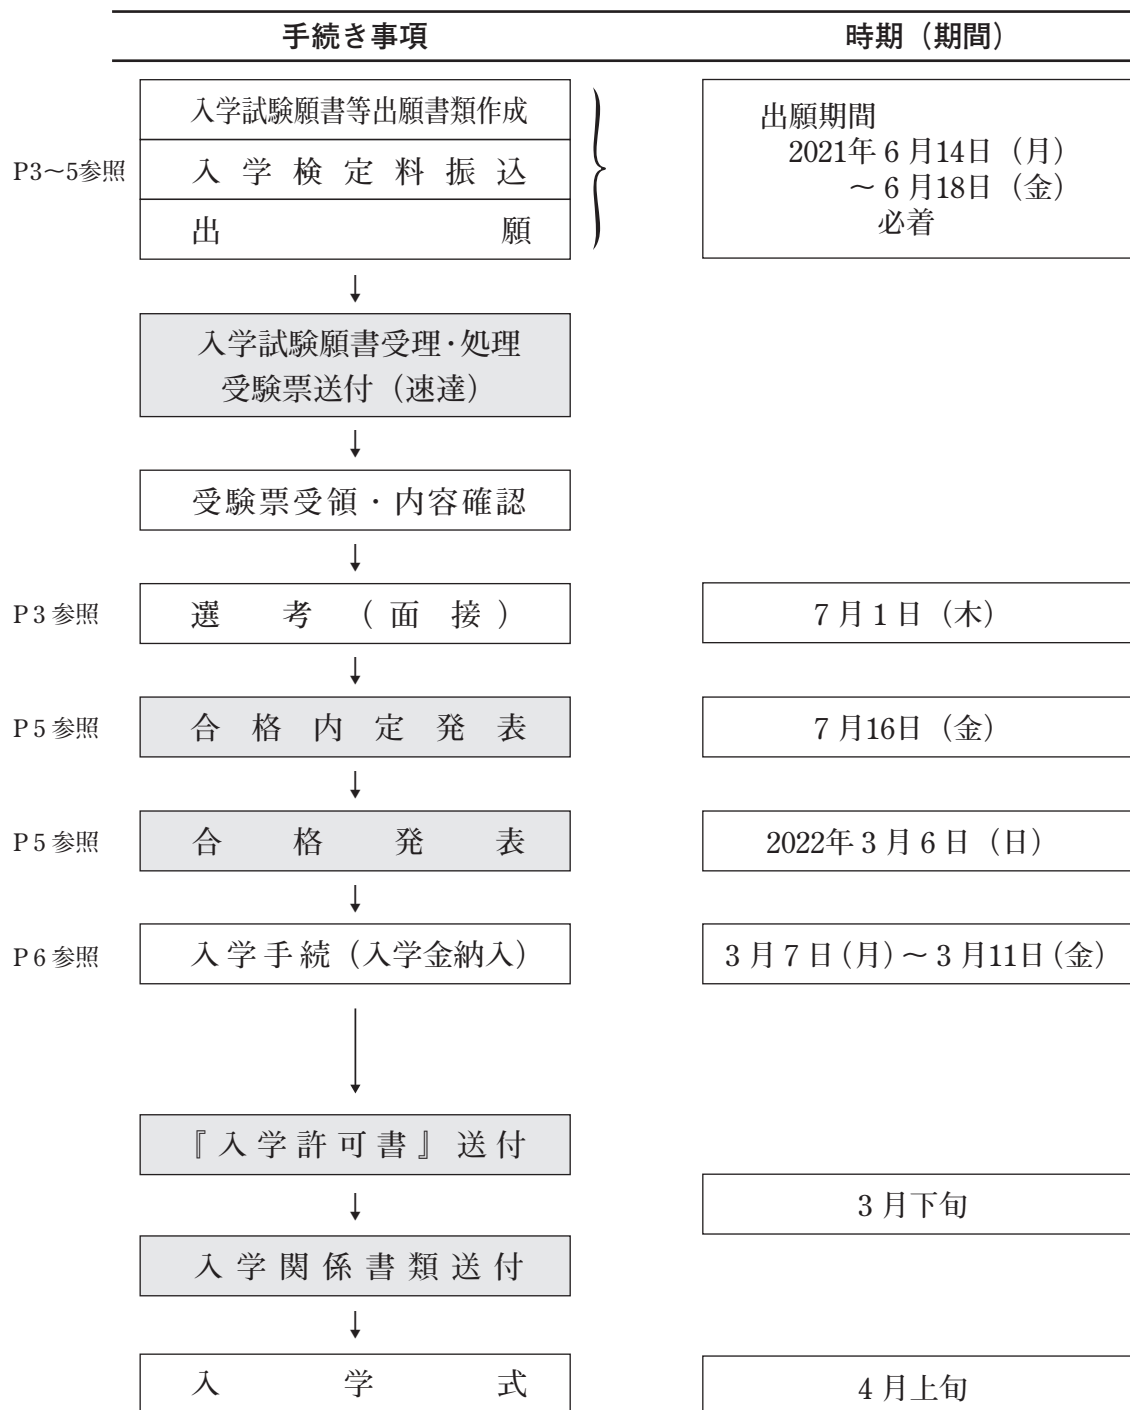 手続き事項 時期（期間）
入学試験願書等出願書類作成
P3～5参照 入学検定料振込
出願
出願期間
2021年6月14日（月）
～6月18日（金）
必着
入学試験願書受理・処理
受験票送付（速達）
受験票受領・内容確認
P3参照 選考（面接） 7月1日（木）
P5参照 合格内定発表 7月16日（金）
P5参照 合格発表 2022年3月6日（日）
P6参照 入学手続（入学金納入） 3月7日（月）～3月11日（金）
『入学許可書』送付
3月下旬
入学関係書類送付
入学式 4月上旬